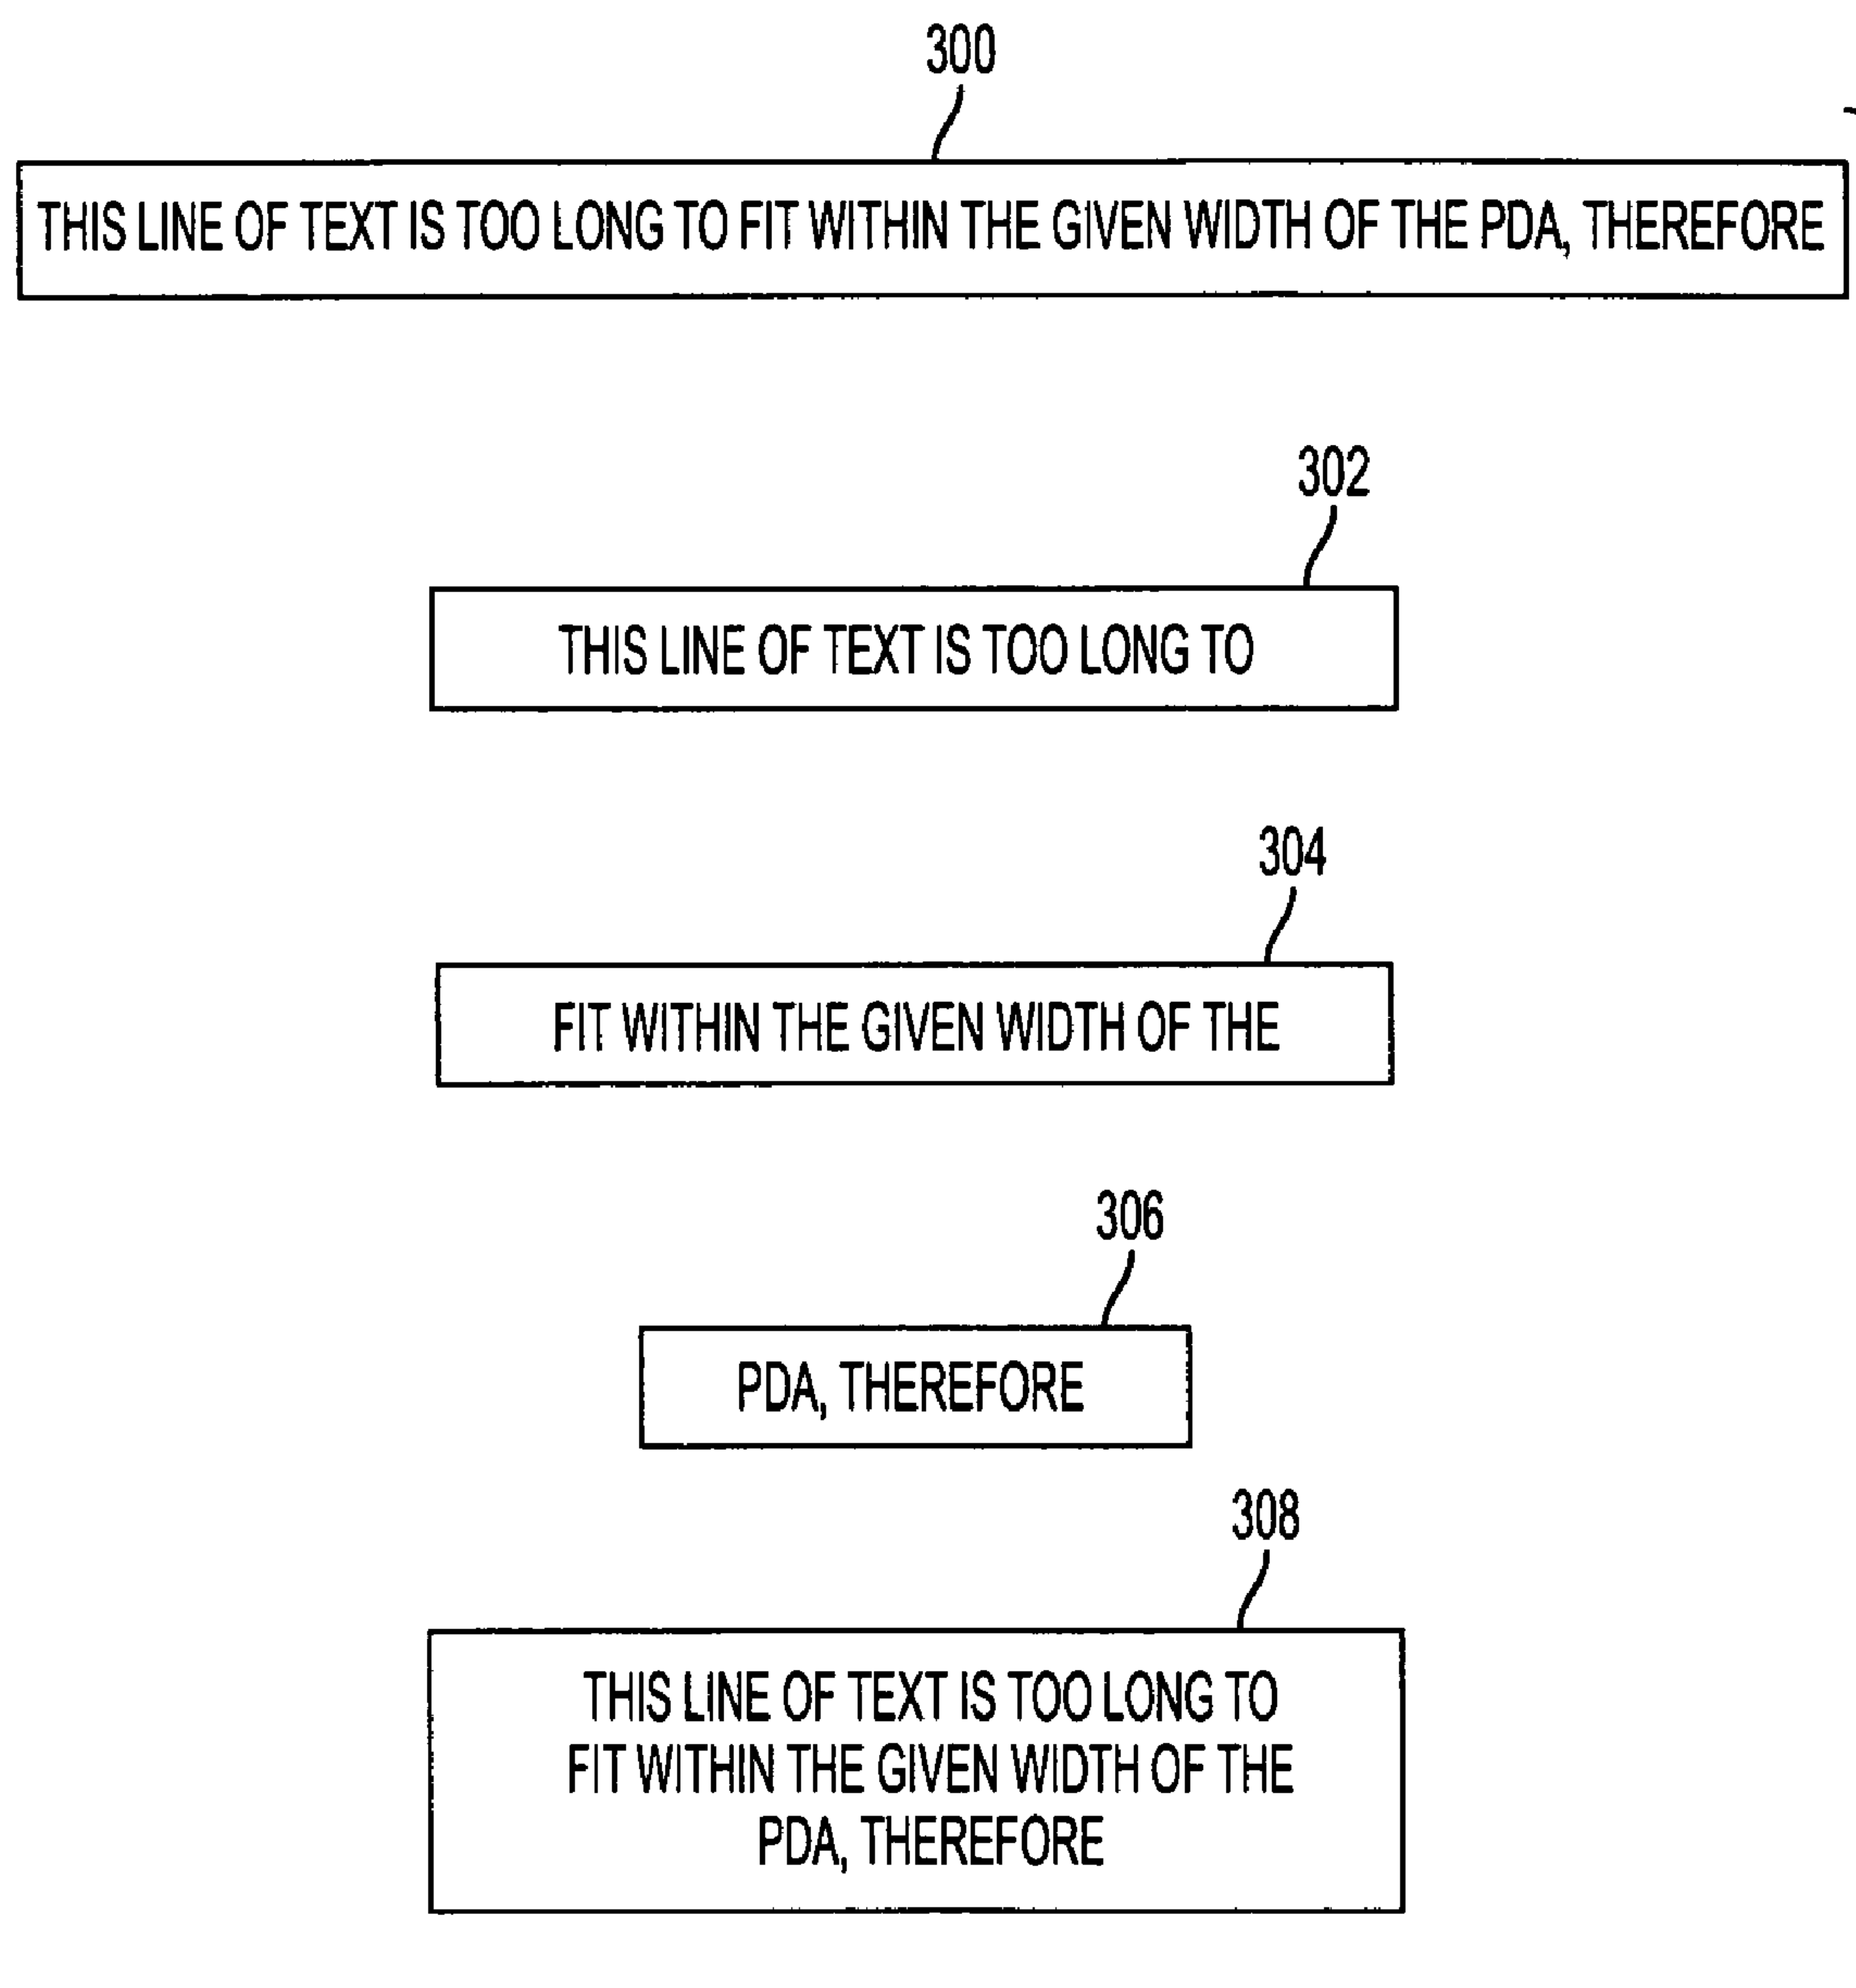 300
THIS LINE OF TEXT IS TOO LONG TO FIT WITHIN THE GIVEN WIDTH OF THE PDA, THEREFORE
302
THIS LINE OF TEXT IS TOO LONG TO
304
FIT WITHIN THE GIVEN WIDTH OF THE
306
PDA, THEREFORE
308
THIS LINE OF TEXT IS TOO LONG TO
FIT WITHIN THE GIVEN WIDTH OF THE
PDA, THEREFORE